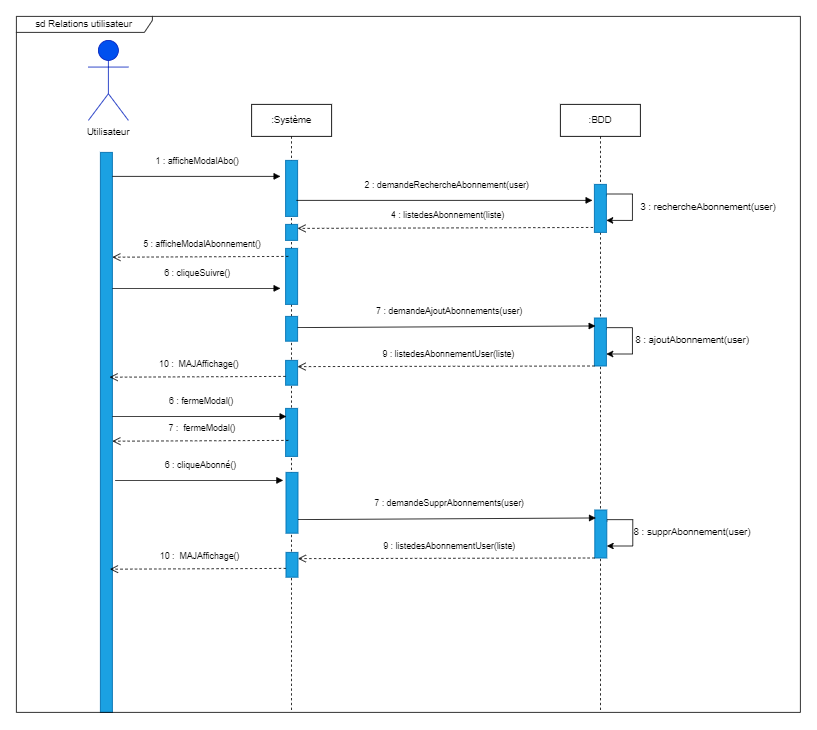 sd Relations utilisateur
Utilisateur
:Système
:BDD
1 : afficheModalAbo()
2 : demandeRechercheAbonnement(user)
3 : rechercheAbonnement(user)
4 : listedesAbonnement(liste)
5 : afficheModalAbonnement()
6 : cliqueSuivre()
7 : demandeAjoutAbonnements(user)
8 : ajoutAbonnement(user)
9 : listedesAbonnementUser(liste)
10 : MAJAffichage()
6 : fermeModal()
7 : fermeModal()
6 : cliqueAbonné()
7 : demandeSupprAbonnements(user)
8 : supprAbonnement(user)
9 : listedesAbonnementUser(liste)
10 : MAJAffichage()